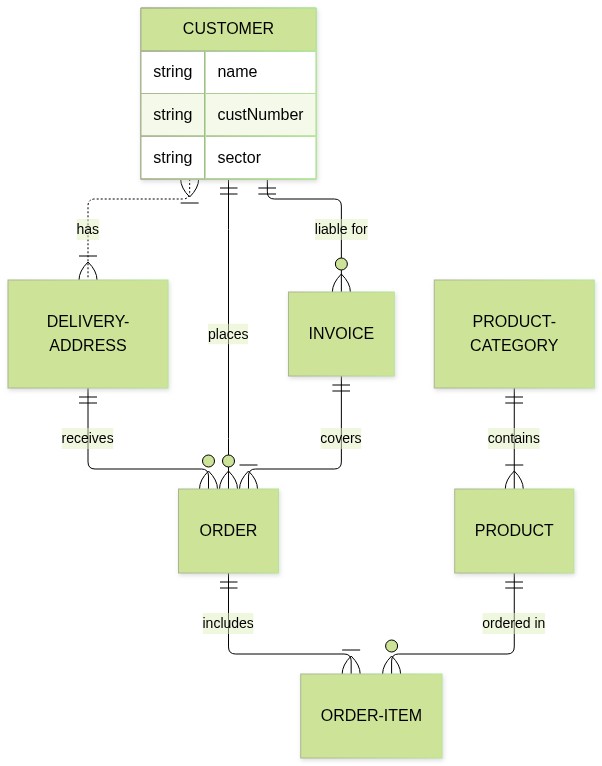 CUSTOMER
string name
string custNumber
string sector
has
liable for
DELIVERY-
ADDRESS
places
INVOICE
PRODUCT-
CATEGORY
receives
covers
contains
ORDER
PRODUCT
includes
ordered in
ORDER-ITEM